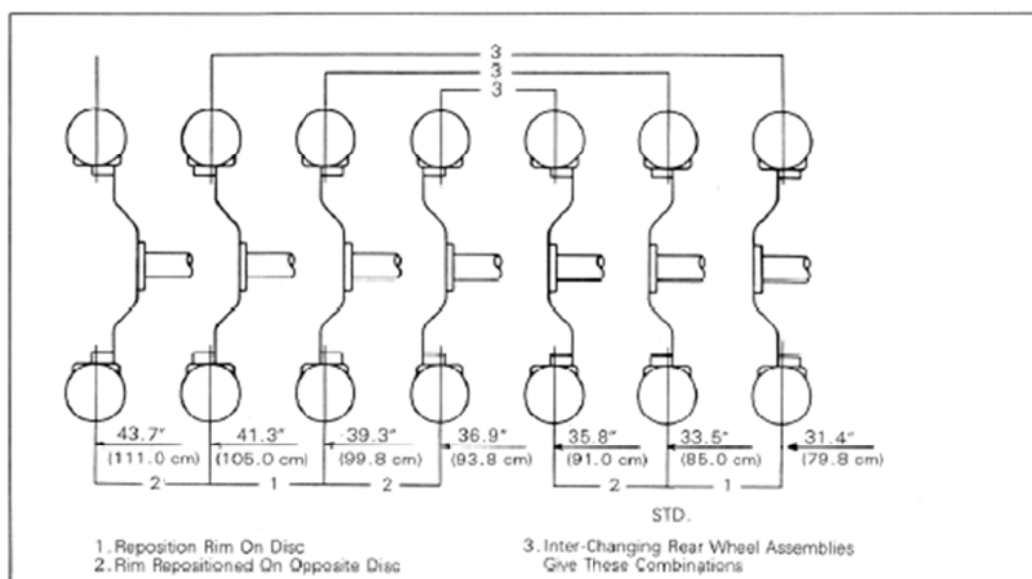 3
3
3
43.7" 41.3" 39.3" 36.9" 35.8" 33.5" 31.4"
(111.0 cm) (105.0 cm) (99.8 cm) (93.8 cm) (91.0 cm) (85.0 cm) (79.8 cm)
2 1 2 2 1
STD.
1. Reposition Rim On Disc
2. Rim Repositioned On Opposite Disc
3. Inter-Changing Rear Wheel Assemblies
Give These Combinations